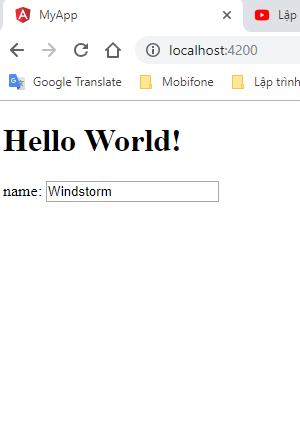 MyApp
Lập
localhost:4200
Google Translate
Mobifone
Lập trình
Hello World!
name: Windstorm